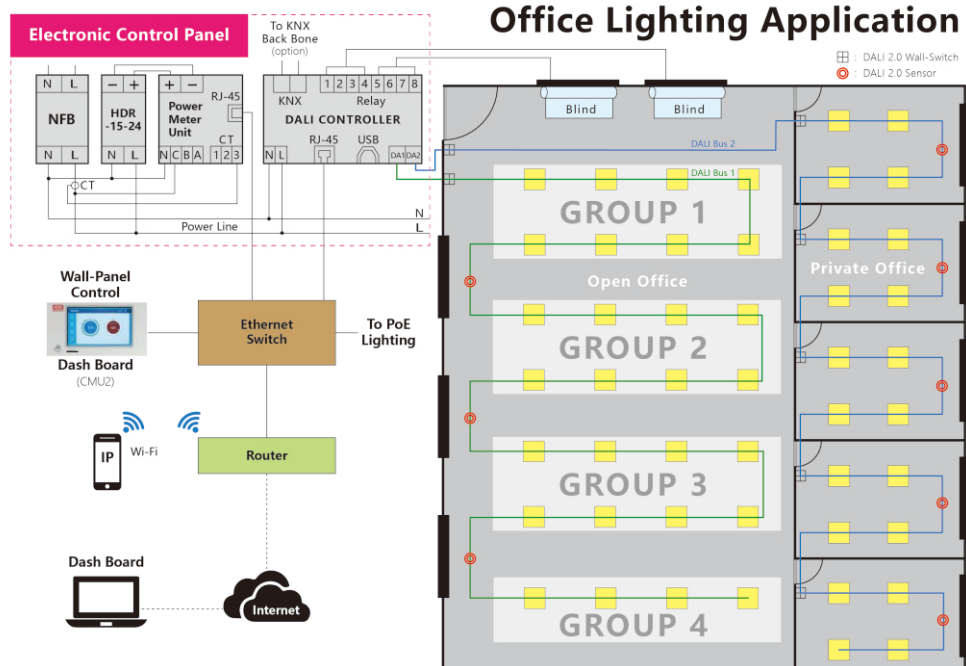 Office Lighting Application
Electronic Control Panel
To KNX
Back Bone
(option)
: DALI 2.0 Wall-Switch
: DALI 2.0 Sensor
N L
NFB
N L
− +
HDR
-15-24
N L
+ −
Power
Meter
Unit
RJ-45
CT
N C B A 1 2 3
KNX
1 2 3 4 5 6 7 8
Relay
DALI CONTROLLER
RJ-45 USB
N L
DA1 DA2
CT
N
Power Line
L
Blind
Blind
DALI Bus 2
DALI Bus 1
GROUP 1
Open Office
Private Office
GROUP 2
GROUP 3
GROUP 4
Wall-Panel
Control
Dash Board
(CMU2)
Ethernet
Switch
To PoE
Lighting
IP
Wi-Fi
Router
Dash Board
Internet